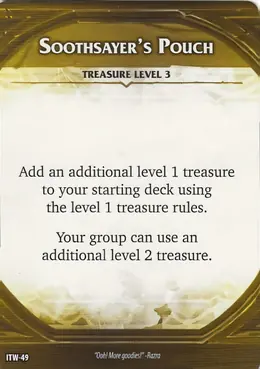 SOOTHSAYER'S POUCH
TREASURE LEVEL 3
Add an additional level 1 treasure
to your starting deck using
the level 1 treasure rules.
Your group can use an
additional level 2 treasure.
ITW-49
"Ooh! More goodies!" - Razra